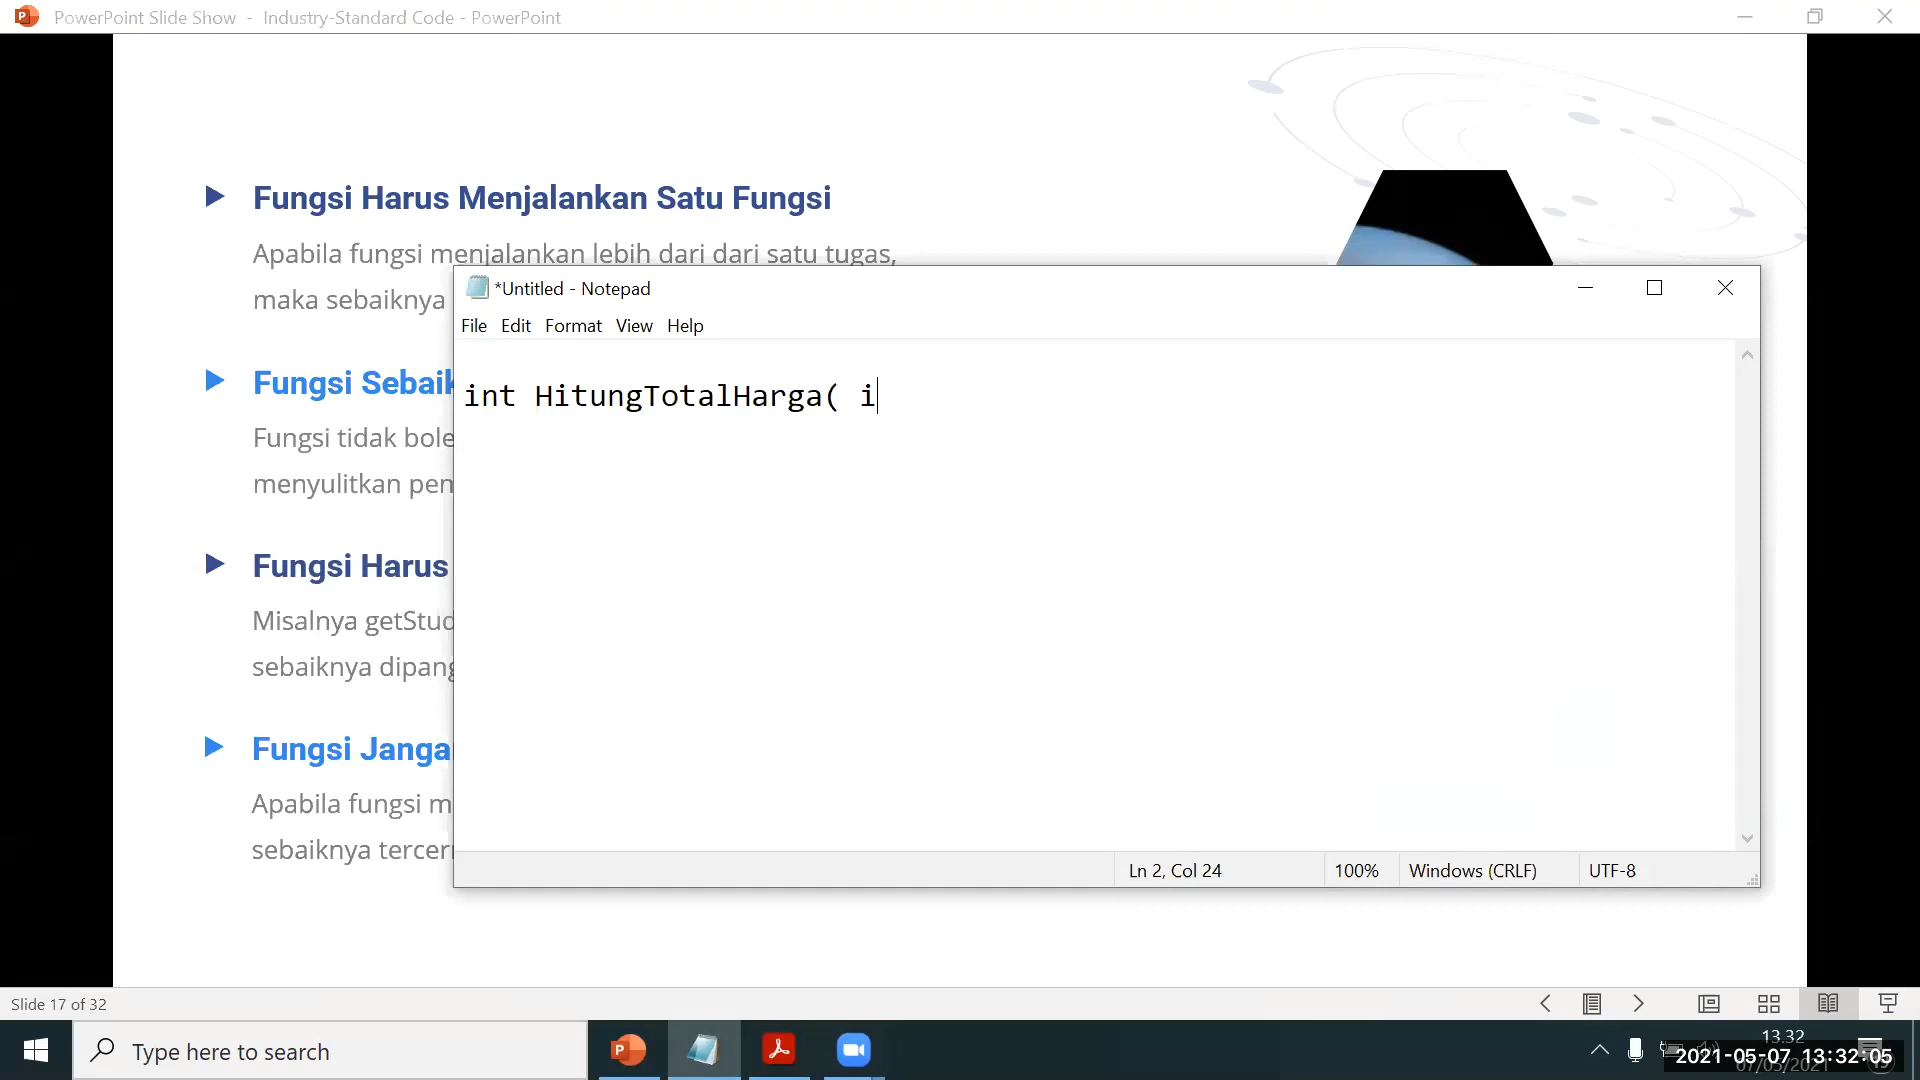 PowerPoint Slide Show - Industry-Standard Code - PowerPoint
Fungsi Harus Menjalankan Satu Fungsi
Apabila fungsi menjalankan lebih dari dari satu tugas,
maka sebaiknya
*Untitled - Notepad
File Edit Format View Help
int HitungTotalHarga( i
Fungsi Sebaik
Fungsi tidak bole
menyulitkan pen
Fungsi Harus
Misalnya getStud
sebaiknya dipang
Fungsi Janga
Apabila fungsi m
sebaiknya tercer
Ln 2, Col 24
100%
Windows (CRLF)
UTF-8
Slide 17 of 32
Type here to search
13.32
2021-05-07 13:32:05